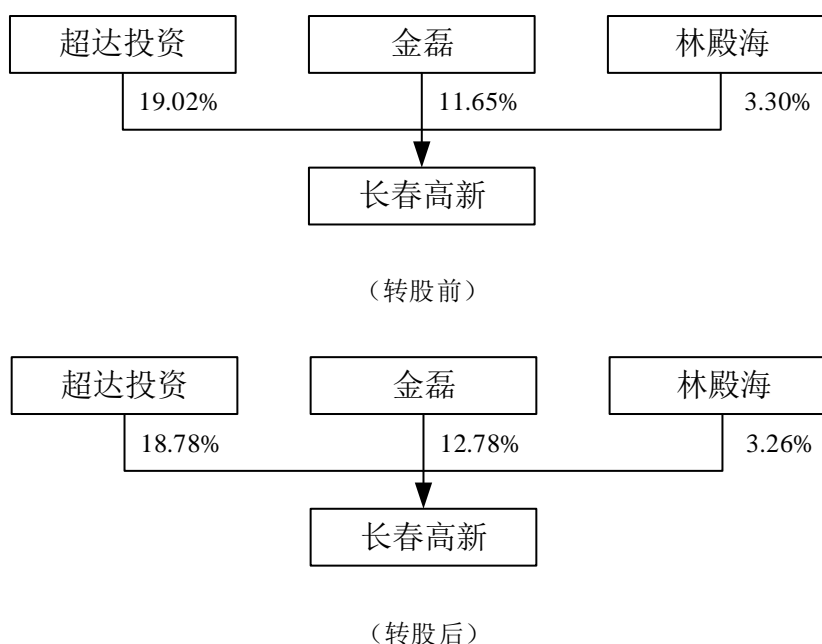 超达投资 金磊 林殿海
19.02% 11.65% 3.30%
长春高新
（转股前）
超达投资 金磊 林殿海
18.78% 12.78% 3.26%
长春高新
（转股后）